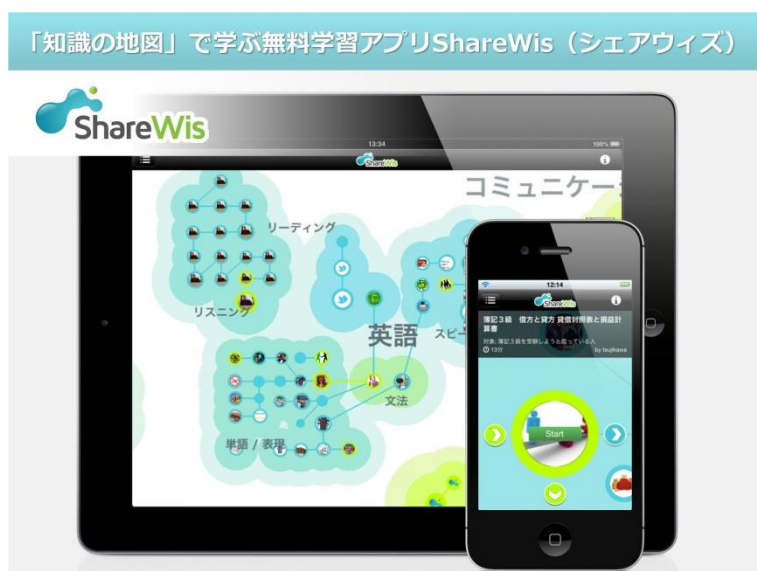 「知識の地図」で学ぶ無料学習アプリShareWis（シェアウィズ）
ShareWis
13:34
100%
ShareWis
コミュニケー
リーディング
リスニング
英語
スピー
文法
単語 / 表現
12:14
ShareWis
簿記３級 借方と貸方 貸借対照表と損益計
算書
対象: 簿記３級を受験しようと思っている人
13分
by tsujikawa
Start